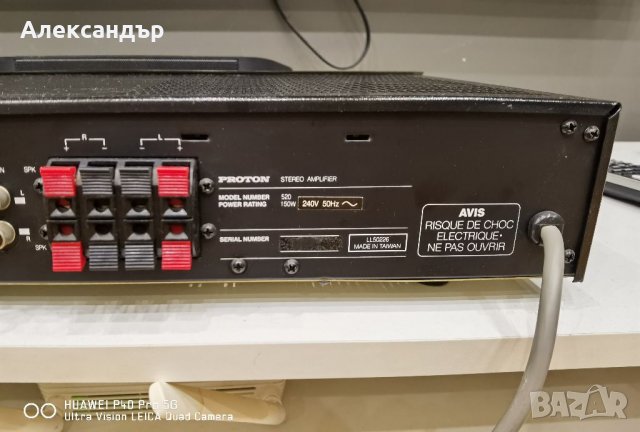 Александър
R L
+ - - +
N
SPK
L
R
SPK
PROTON STEREO AMPLIFIER
MODEL NUMBER 520
POWER RATING 150W 240V 50Hz ~
SERIAL NUMBER
LL50226
MADE IN TAIWAN
AVIS
RISQUE DE CHOC
ELECTRIQUE•
NE PAS OUVRIR
HUAWEI P40 Pro 5G
Ultra Vision LEICA Quad Camera
BAZAR